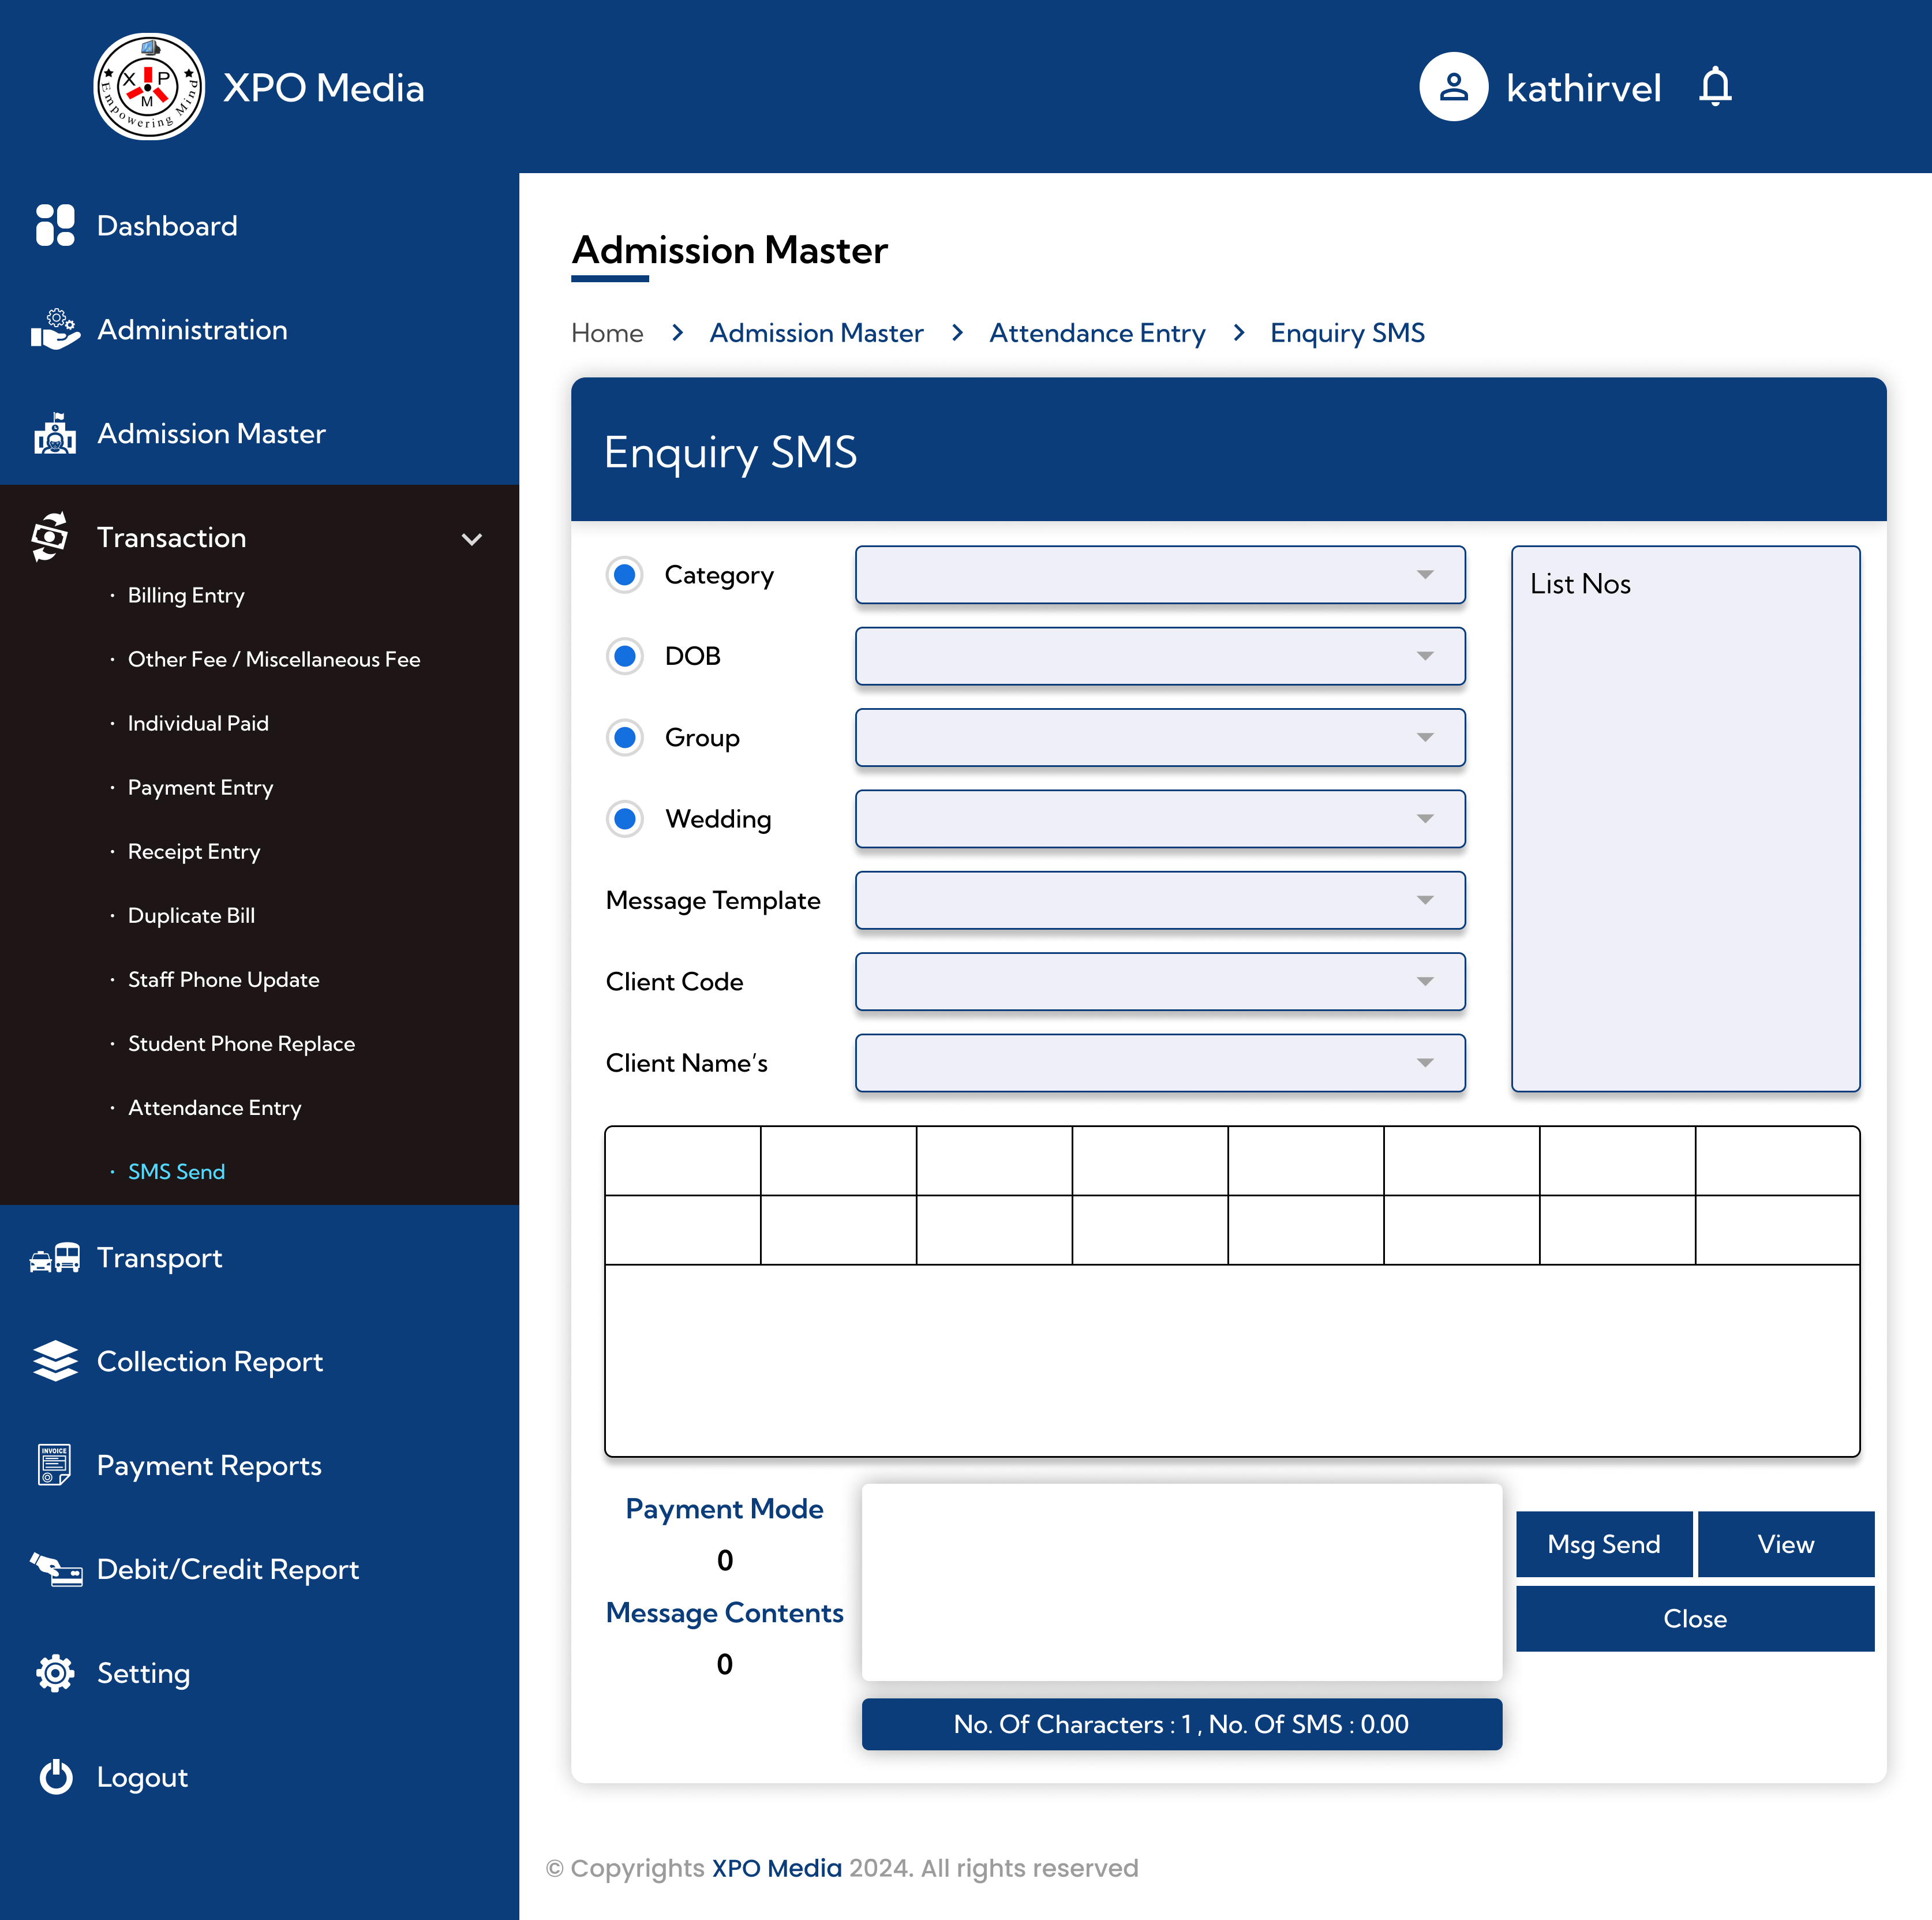 X P M
Empowering Mind
XPO Media
kathirvel
Dashboard
Administration
Admission Master
Transaction
· Billing Entry
· Other Fee / Miscellaneous Fee
· Individual Paid
· Payment Entry
· Receipt Entry
· Duplicate Bill
· Staff Phone Update
· Student Phone Replace
· Attendance Entry
· SMS Send
Transport
Collection Report
INVOICE
Payment Reports
Debit/Credit Report
Setting
Logout
Admission Master
Home > Admission Master > Attendance Entry > Enquiry SMS
Enquiry SMS
Category
DOB
Group
Wedding
Message Template
Client Code
Client Name’s
List Nos
Payment Mode
0
Message Contents
0
Msg Send
View
Close
No. Of Characters : 1 , No. Of SMS : 0.00
© Copyrights XPO Media 2024. All rights reserved